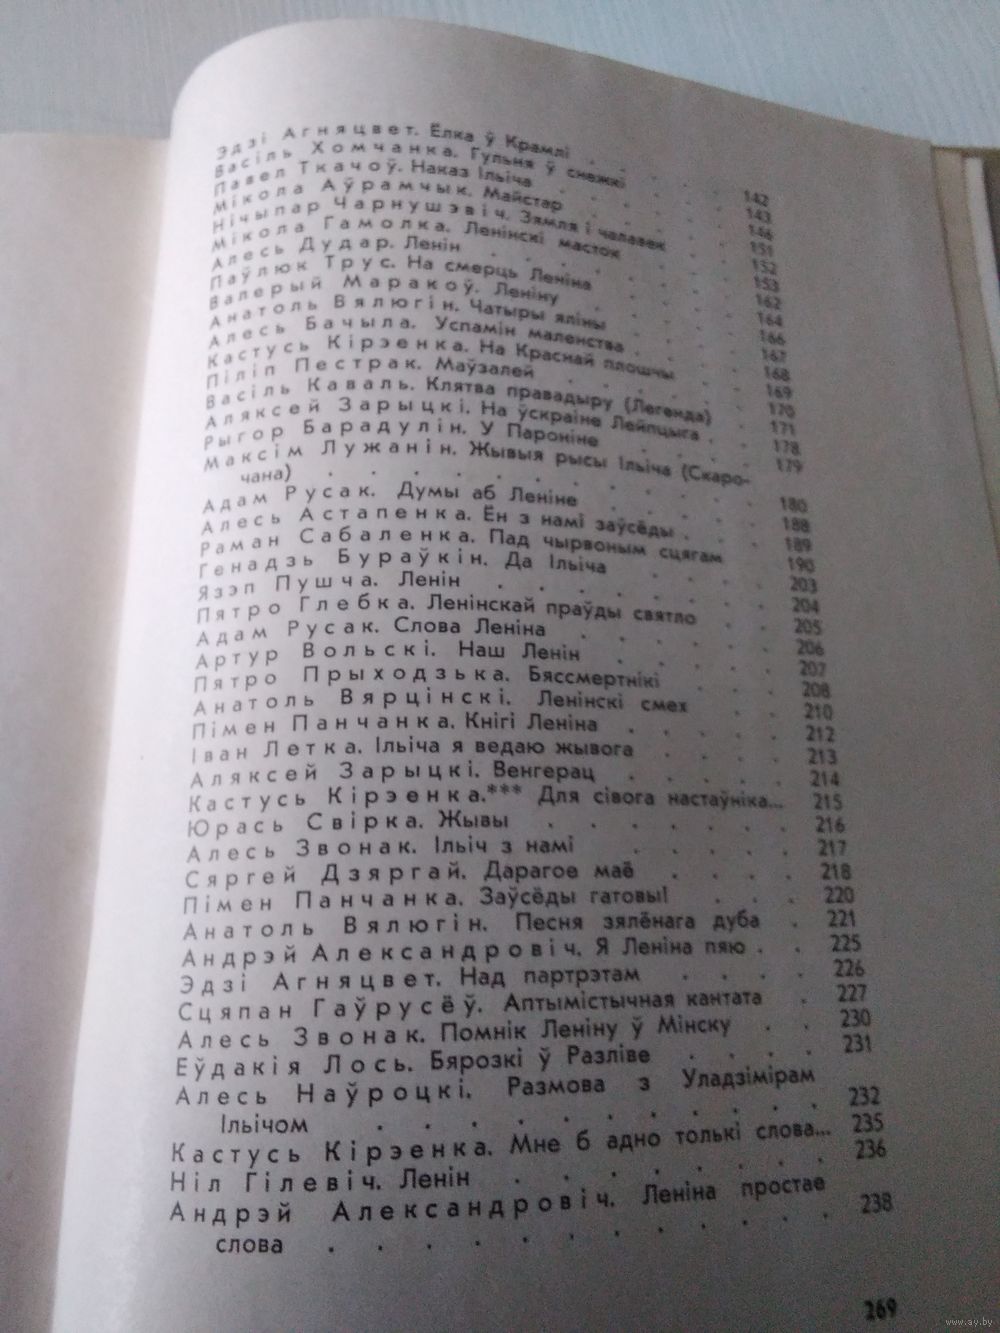 Эдзі Агняцвет. Ёлка ў Крамлі . . . . 142
Васіль Хомчанка. Гульня ў снежкі . . . 143
Павел Ткачоў. Наказ Ільіча . . . . . 146
Мікола Аўрамчык. Майстар . . . . . 151
Нічыпар Чарнушэвіч. Зямля і чалавек . . 152
Мікола Гамолка. Ленінскі масток . . . 153
Алесь Дудар. Ленін . . . . . . . 162
Паўлюк Трус. На смерць Леніна . . . . 164
Валерый Маракоў. Леніну . . . . . 166
Анатоль Вялюгін. Чатыры яліны . . . . 167
Алесь Бачыла. Успамін маленства . . . . 168
Кастусь Кірэенка. На Краснай плошчы . . 169
Піліп Пестрак. Маўзалей . . . . . 170
Васіль Каваль. Клятва правадыру (Легенда) . 171
Аляксей Зарыцкі. На ўскраіне Лейпцыга . . 178
Рыгор Барадулін. У Пароніне . . . . 179
Максім Лужанін. Жывыя рысы Ільіча (Скаро-
чана) . . . . . . . . . . 180
Адам Русак. Думы аб Леніне . . . . 188
Алесь Астапенка. Ён з намі заўсёды . . . 189
Раман Сабаленка. Пад чырвоным сцягам . . 190
Генадзь Бураўкін. Да Ільіча . . . . 203
Язэп Пушча. Ленін . . . . . . . 204
Пятро Глебка. Ленінскай праўды святло . . 205
Адам Русак. Слова Леніна . . . . . 206
Артур Вольскі. Наш Ленін . . . . . 207
Пятро Прыходзька. Бяссмертнікі . . . 208
Анатоль Вярцінскі. Ленінскі смех . . 210
Пімен Панчанка. Кнігі Леніна . . . . 212
Іван Летка. Ільіча я ведаю жывога . . . 213
Аляксей Зарыцкі. Венгерац . . . . 214
Кастусь Кірэенка.*** Для сівога настаўніка... 215
Юрась Свірка. Жывы . . . . . . 216
Алесь Звонак. Ільіч з намі . . . . . 217
Сяргей Дзяргай. Дарагое маё . . . . 218
Пімен Панчанка. Заўсёды гатовы! . . . 220
Анатоль Вялюгін. Песня зялёнага дуба . 221
Андрэй Александровіч. Я Леніна пяю . . 225
Эдзі Агняцвет. Над партрэтам . . . . 226
Сцяпан Гаўрусёў. Аптымістычная кантата . 227
Алесь Звонак. Помнік Леніну ў Мінску . . 230
Еўдакія Лось. Бярозкі ў Разліве . . . . 231
Алесь Наўроцкі. Размова з Уладзімірам
Ільічом . . . . . . . . . 232
Кастусь Кірэенка. Мне б адно толькі слова... 235
Ніл Гілевіч. Ленін . . . . . . . 236
Андрэй Александровіч. Леніна простае
слова . . . . . . . . . . 238
269
www.ay.by